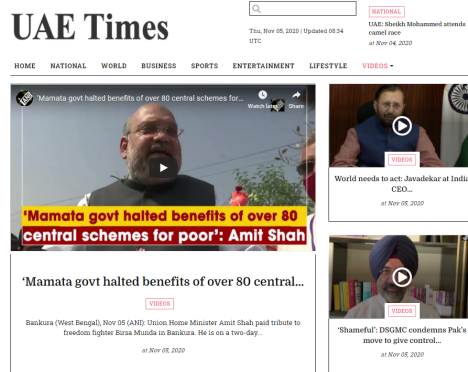 UAE Times
Thu, Nov 05, 2020 | Updated 08:34
UTC
NATIONAL
UAE: Sheikh Mohammed attends
camel race
at Nov 04, 2020
HOME NATIONAL WORLD BUSINESS SPORTS ENTERTAINMENT LIFESTYLE VIDEOS
'Mamata govt halted benefits of over 80 central schemes for...
Watch later
Share
'Mamata govt halted benefits of over 80
central schemes for poor': Amit Shah
'Mamata govt halted benefits of over 80 central...
VIDEOS
Bankura (West Bengal), Nov 05 (ANI): Union Home Minister Amit Shah paid tribute to
freedom fighter Birsa Munda in Bankura. He is on a two-day...
at Nov 05, 2020
VIDEOS
World needs to act: Javadekar at India
CEO...
at Nov 05, 2020
VIDEOS
'Shameful': DSGMC condemns Pak's
move to give control...
at Nov 05, 2020